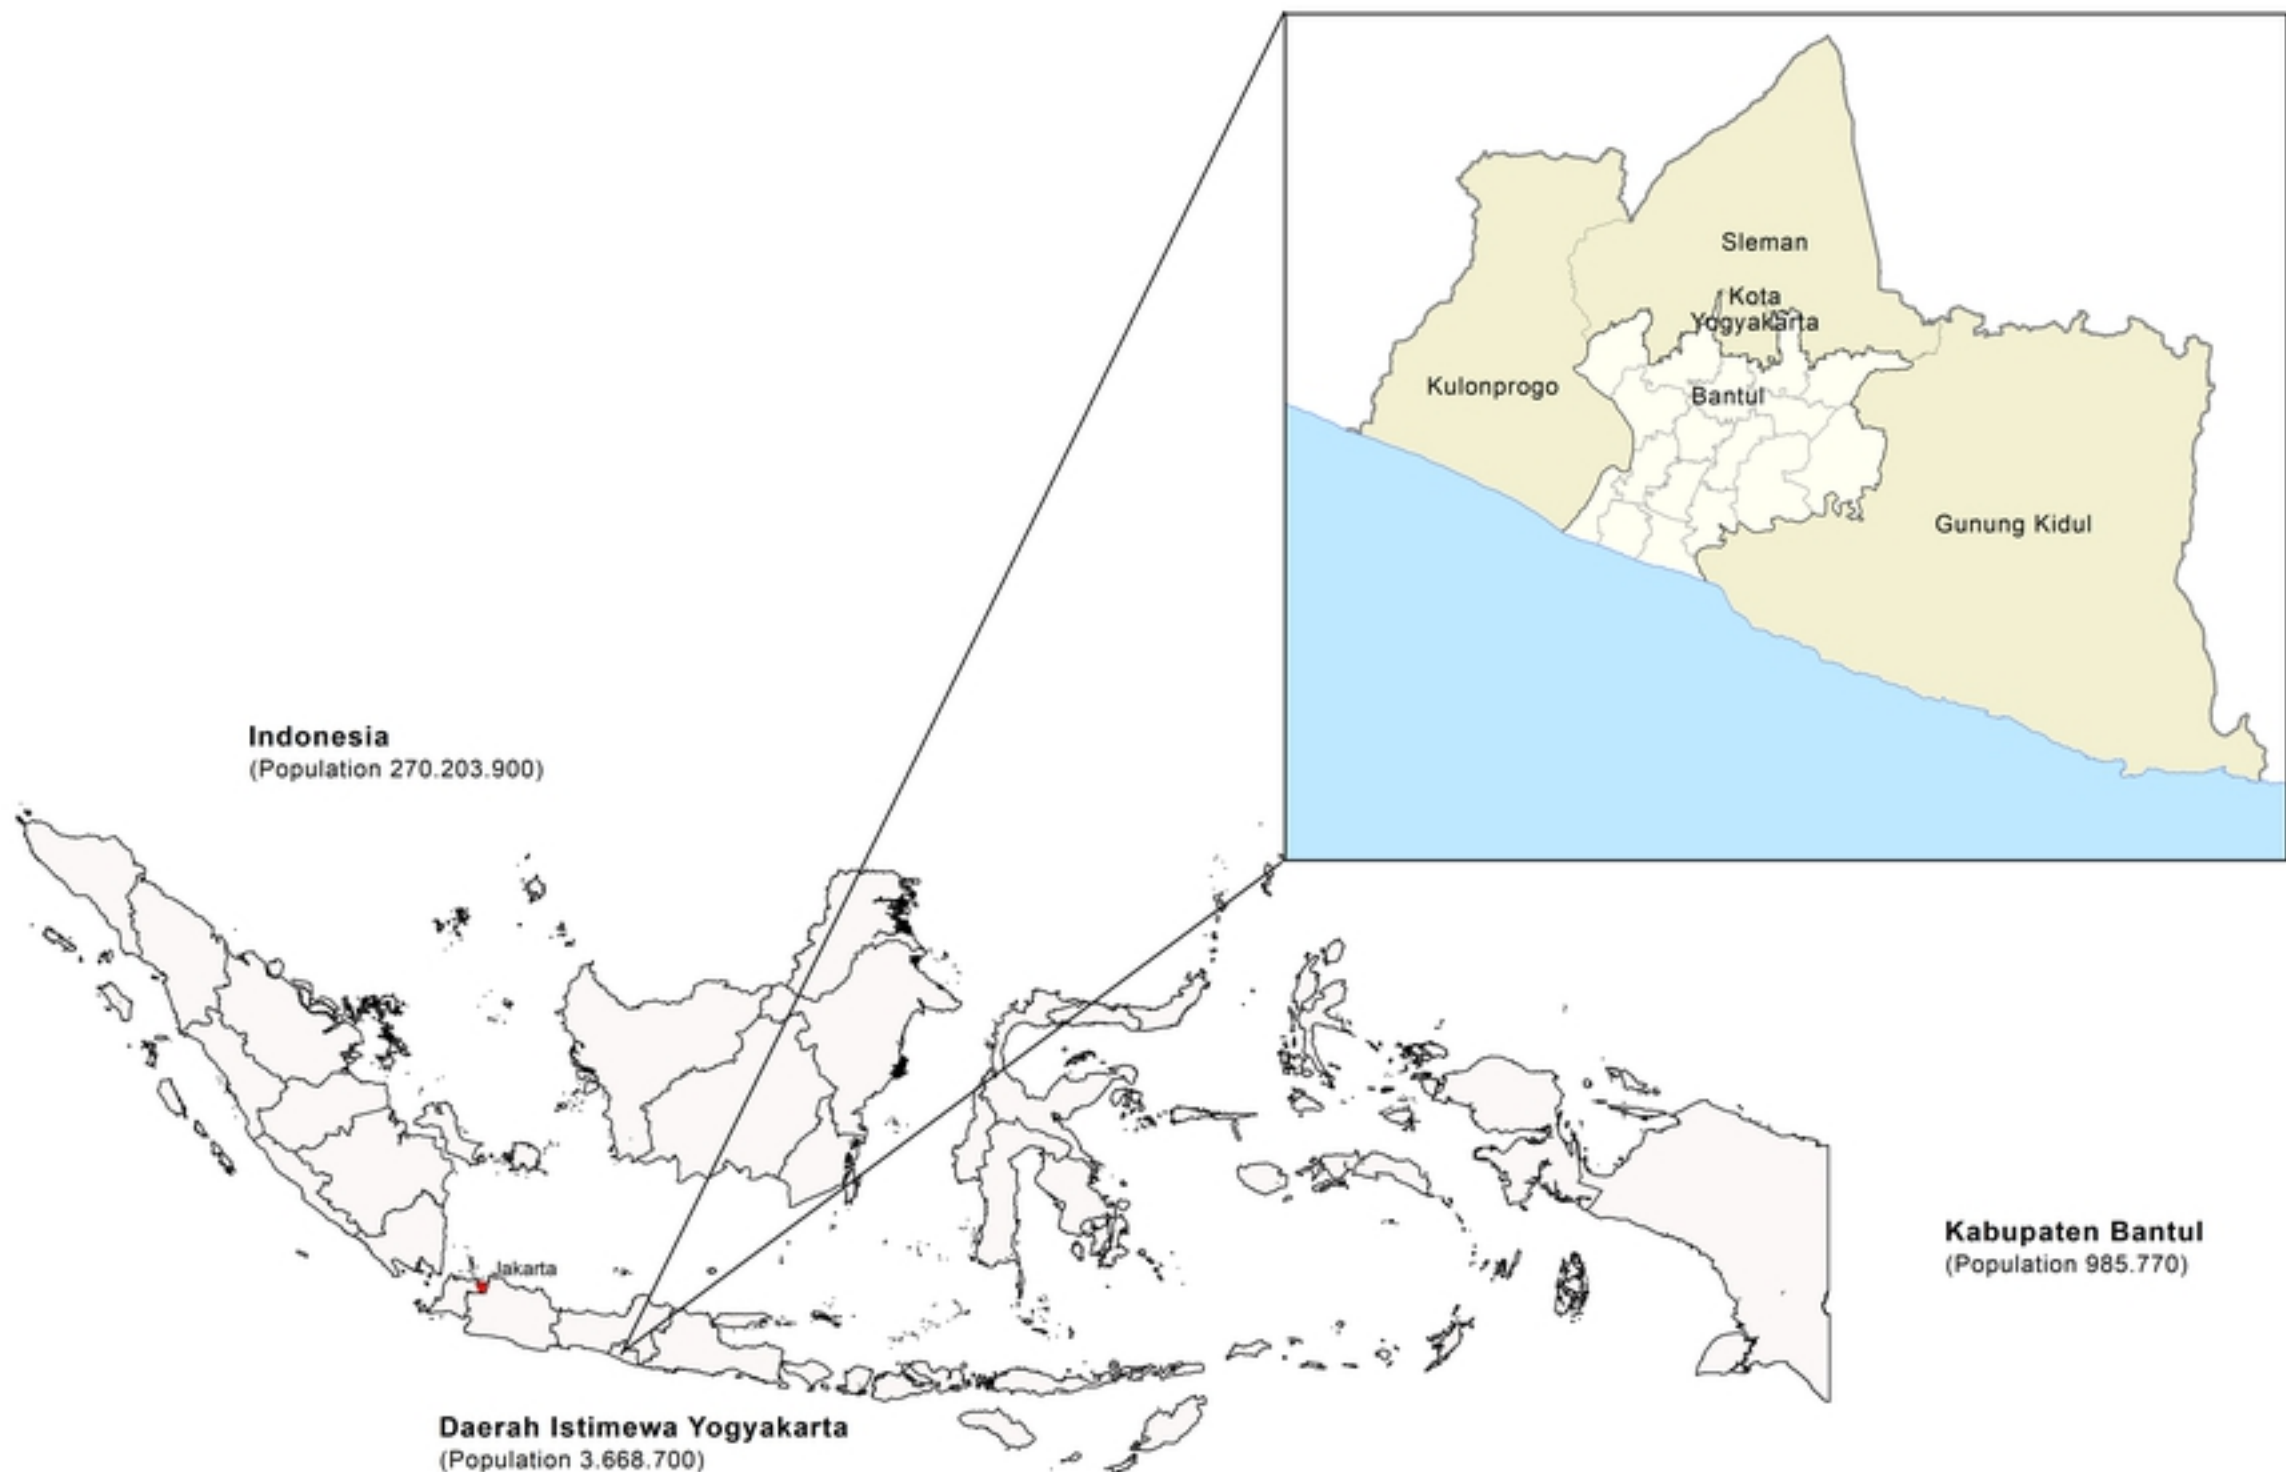 Sleman
Kota
Yogyakarta
Kulonprogo
Bantul
Gunung Kidul
Indonesia
(Population 270.203.900)
Jakarta
Kabupaten Bantul
(Population 985.770)
Daerah Istimewa Yogyakarta
(Population 3.668.700)